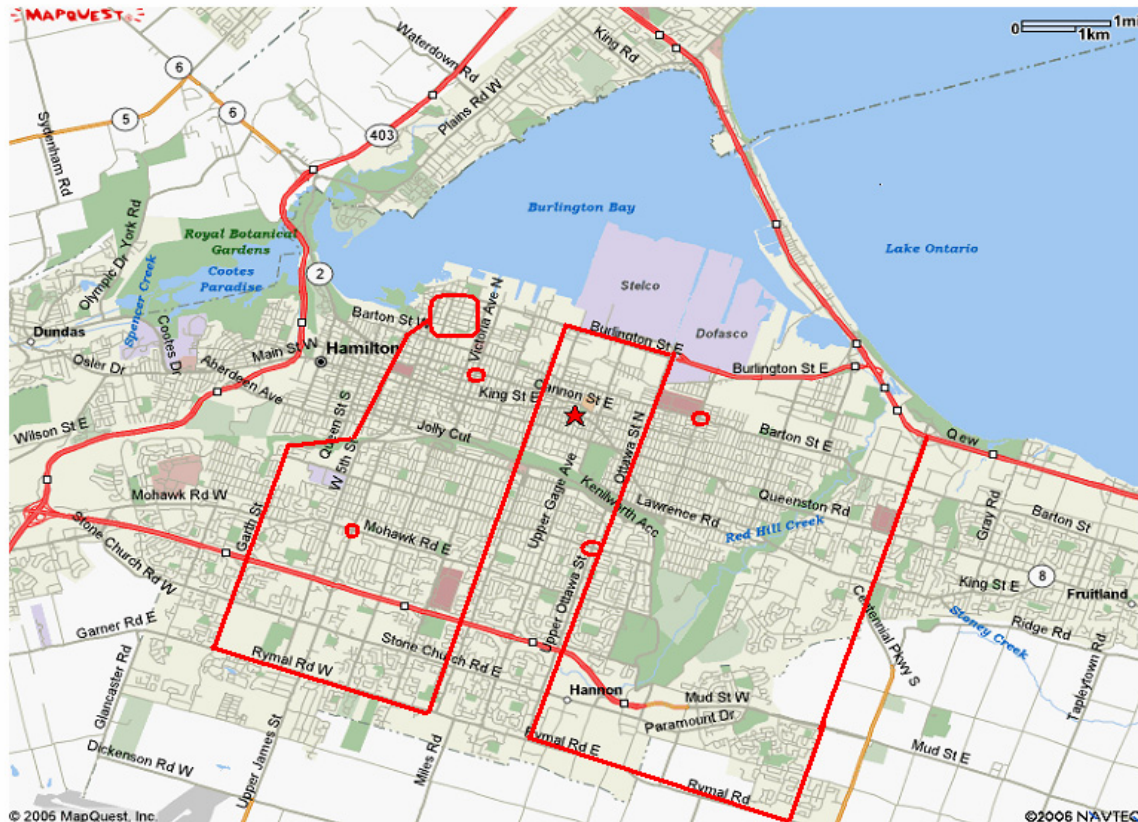 MAPQUEST
0 1mi
1km
Waterdown Rd
King Rd
6
6
5
403
Plains Rd W
Sydenham Rd
York Rd
Olympic Dr
Royal Botanical
Gardens
Cootes
Paradise
Spencer Creek
Cootes Dr
2
Burlington Bay
Lake Ontario
Stelco
Dofasco
Dundas
Barton St W
Victoria Ave N
Burlington St E
Burlington St E
Main St W
Hamilton
Osler Dr
Aberdeen Ave
King St E
Cannon St E
Wilson St E
Queen St S
Jolly Cut
Ottawa St N
Barton St E
Qew
W 5th St
Upper Gage Ave
Kenilworth Acc
Lawrence Rd
Queenston Rd
Gray Rd
Barton St
Mohawk Rd W
Garth St
Mohawk Rd E
Red Hill Creek
Stone Church Rd W
Upper Ottawa St
Centennial Pkwy S
King St E
8
Fruitland
Stoney Creek
Ridge Rd
Garner Rd E
Rymal Rd W
Stone Church Rd E
Glancaster Rd
Hannon
Mud St W
Paramount Dr
Tapleytown Rd
Dickenson Rd W
Upper James St
Miles Rd
Rymal Rd E
Mud St E
Rymal Rd
© 2006 MapQuest, Inc.
©2006 NAVTEQ